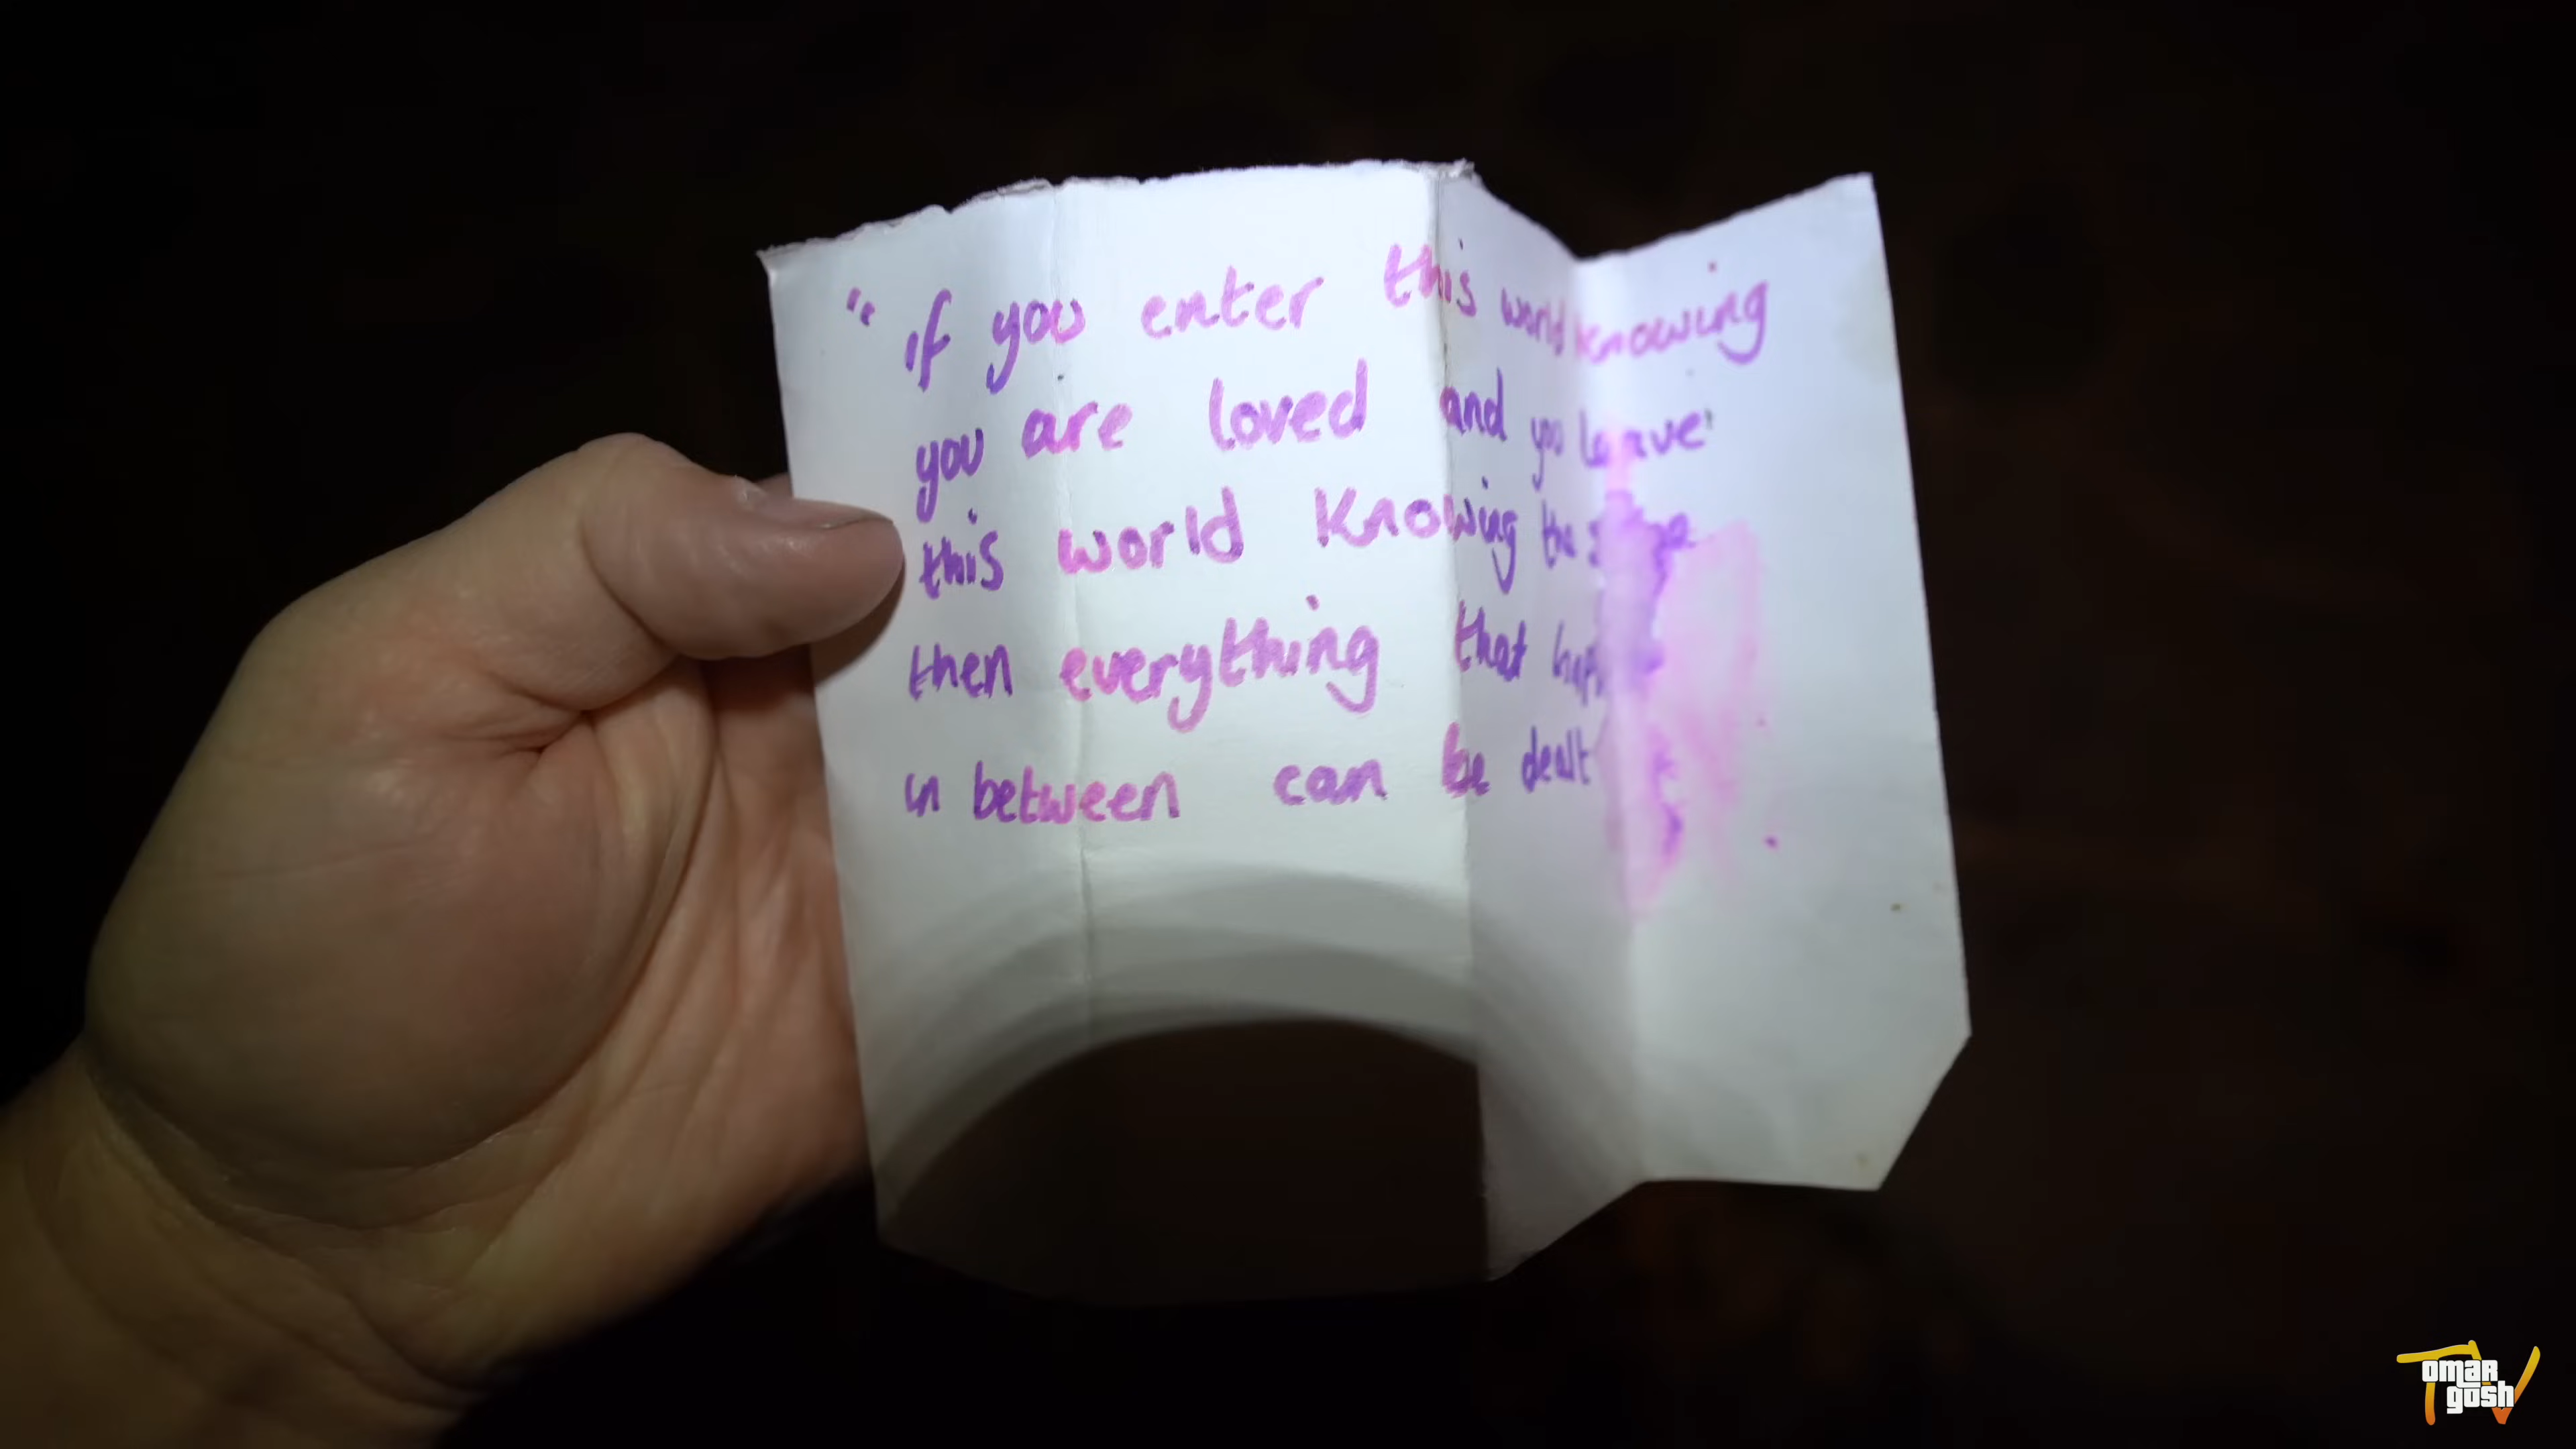 "if you enter this world knowing
you are loved and you leave
this world knowing the
then everything that
in between can be dealt
OMAR
GOSH
TV